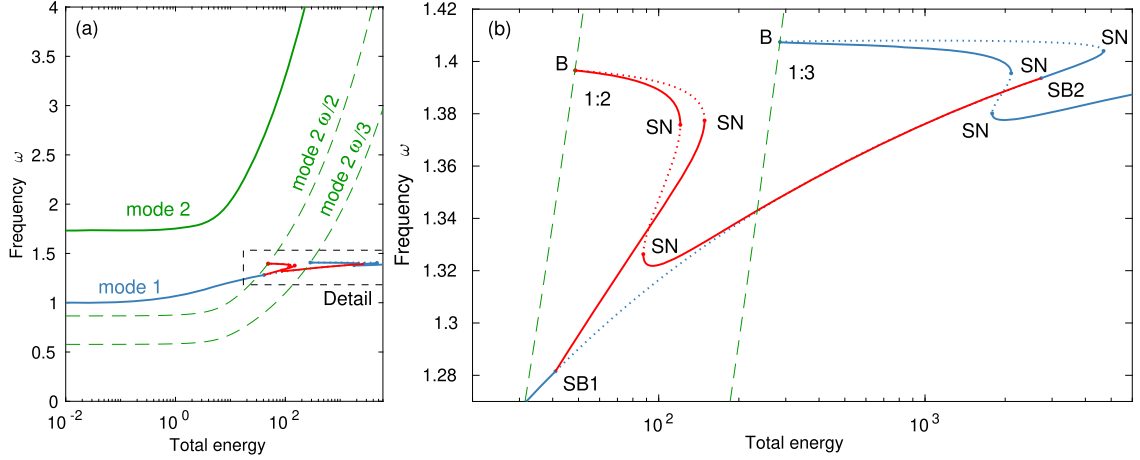 (a)
4
3.5
3
2.5
2
1.5
1
0.5
0
Frequency ω
10⁻²
10⁰
10²
Total energy
mode 2
mode 1
mode 2 ω/2
mode 2 ω/3
Detail
(b)
1.42
1.4
1.38
1.36
1.34
1.32
1.3
1.28
Frequency ω
10²
10³
Total energy
B
1:2
SN
SN
SN
SB1
B
1:3
SN
SN
SB2
SN